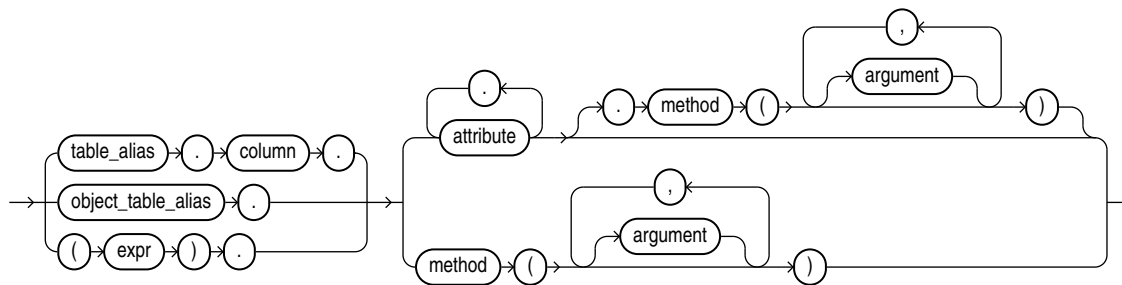 ,
argument
.
. method ( )
attribute
table_alias . column .
,
object_table_alias .
argument
( expr ) .
method ( )